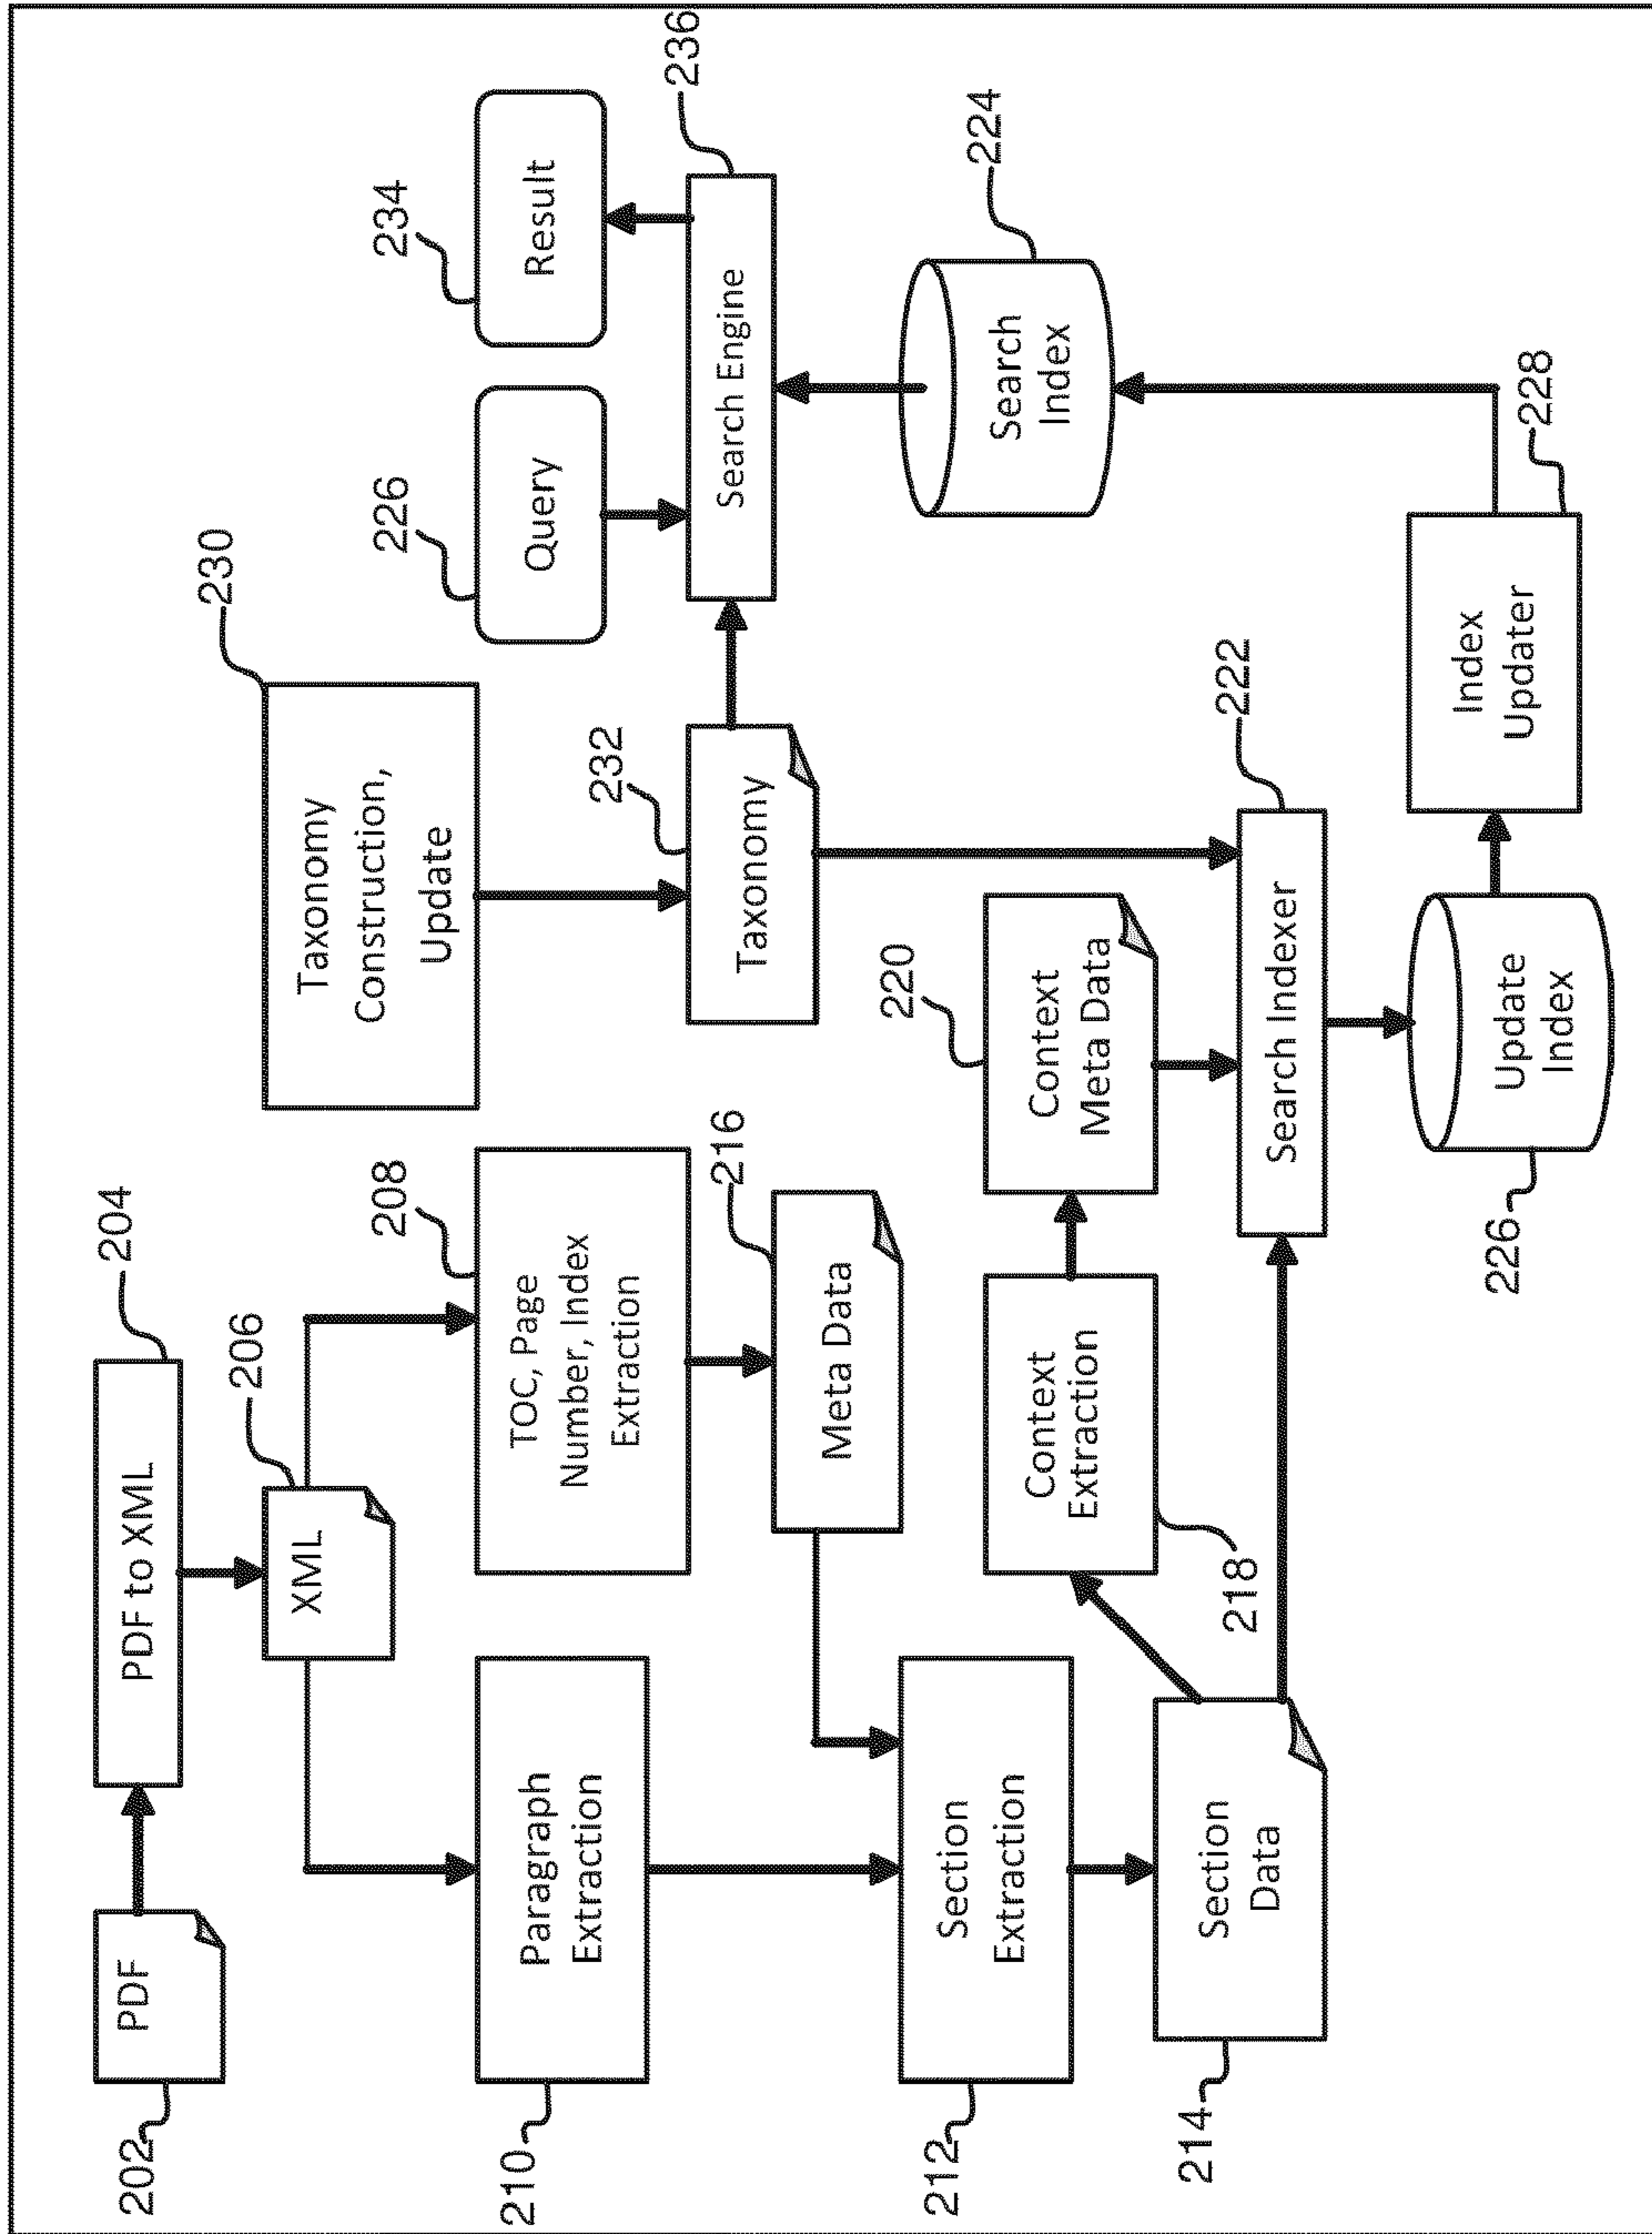 202
PDF
PDF to XML
204
XML
206
210
Paragraph
Extraction
TOC, Page
Number, Index
Extraction
208
Meta Data
216
212
Section
Extraction
214
Section
Data
Context
Extraction
218
Context
Meta Data
220
Taxonomy
Construction,
Update
230
Taxonomy
232
Query
226
Result
234
Search Engine
236
Search
Index
224
Search Indexer
222
Update
Index
226
Index
Updater
228